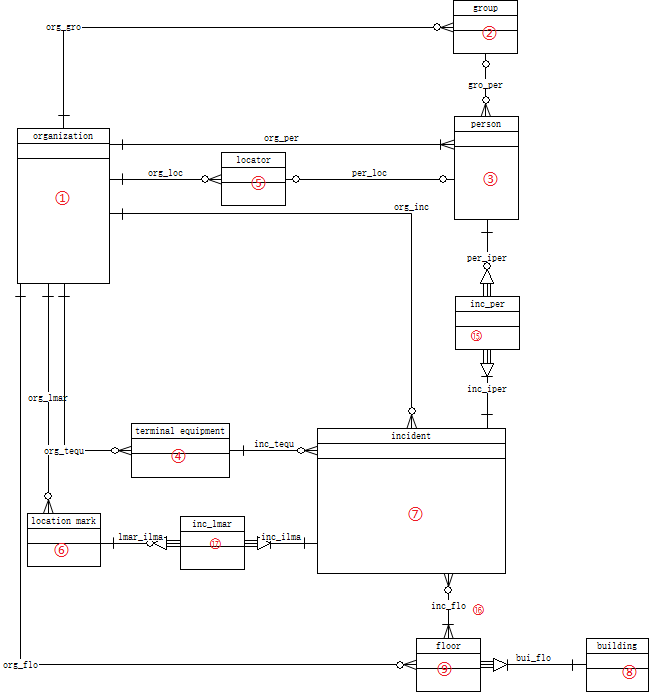 group
org_gro
②
gro_per
organization
person
org_per
locator
org_loc
per_loc
③
⑤
①
org_inc
per_iper
inc_per
⑮
inc_iper
org_lmar
terminal equipment
incident
inc_tequ
org_tequ
④
⑦
location mark
inc_lmar
lmar_ilma
inc_ilma
⑥
⑰
inc_flo
⑯
floor
building
bui_flo
org_flo
⑨
⑧